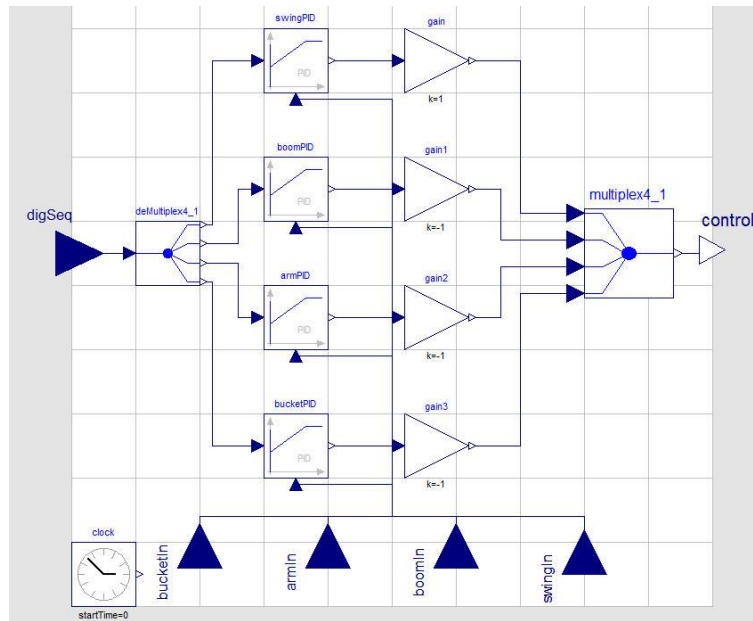 swingPID
gain
PID
k=1
boomPID
gain1
PID
k=-1
digSeq
deMultiplex4_1
multiplex4_1
control
armPID
gain2
PID
k=-1
bucketPID
gain3
PID
k=-1
clock
startTime=0
bucketIn
armIn
boomIn
swingIn